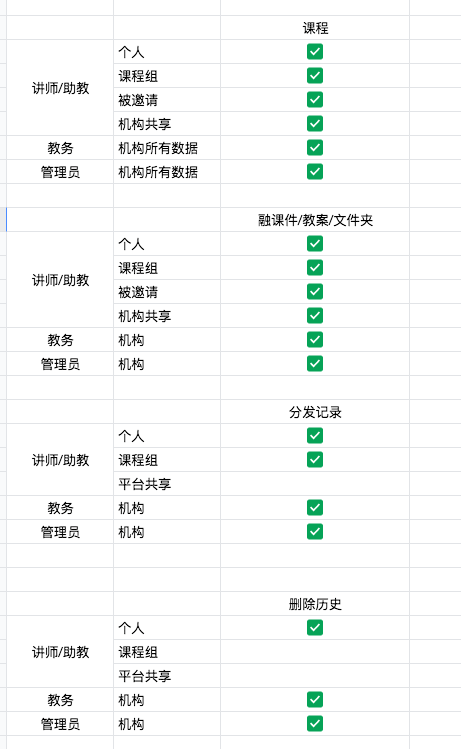 课程
讲师/助教
个人
课程组
被邀请
机构共享
教务 机构所有数据
管理员 机构所有数据
融课件/教案/文件夹
讲师/助教
个人
课程组
被邀请
机构共享
教务 机构
管理员 机构
分发记录
讲师/助教
个人
课程组
平台共享
教务 机构
管理员 机构
删除历史
讲师/助教
个人
课程组
平台共享
教务 机构
管理员 机构